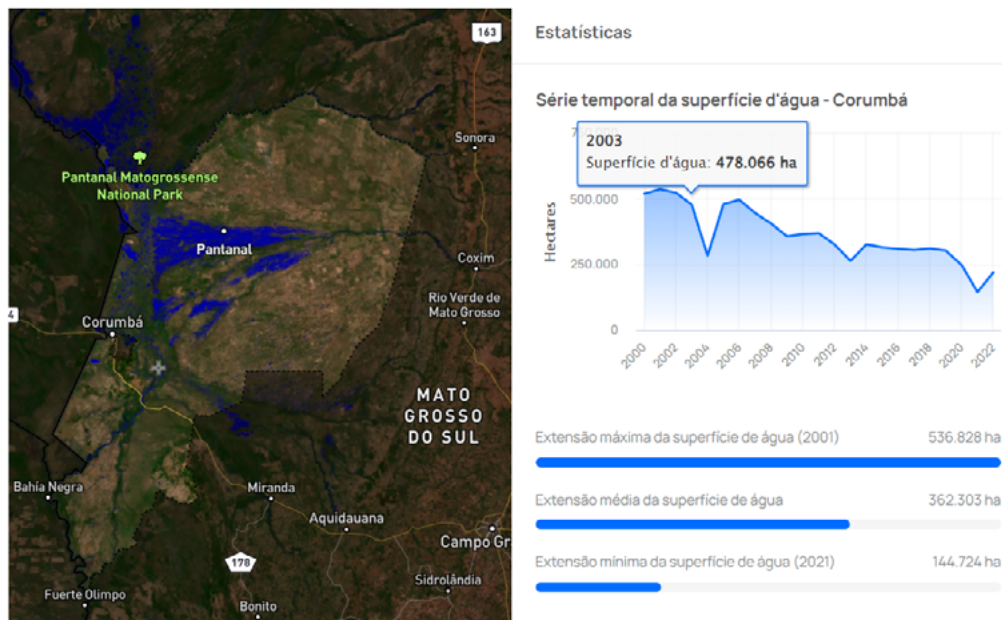 163
Sonora
Pantanal Matogrossense
National Park
Pantanal
Coxim
Rio Verde de
Mato Grosso
4
Corumbá
MATO
GROSSO
DO SUL
Bahía Negra
Miranda
Aquidauana
Campo Gr
178
Sidrolândia
Fuerte Olimpo
Bonito
Estatísticas
Série temporal da superfície d'água - Corumbá
2003
Superfície d'água: 478.066 ha
Hectares
500.000
250.000
0
2000 2002 2004 2006 2008 2010 2012 2014 2016 2018 2020 2022
Extensão máxima da superfície de água (2001) 536.828 ha
Extensão média da superfície de água 362.303 ha
Extensão mínima da superfície de água (2021) 144.724 ha